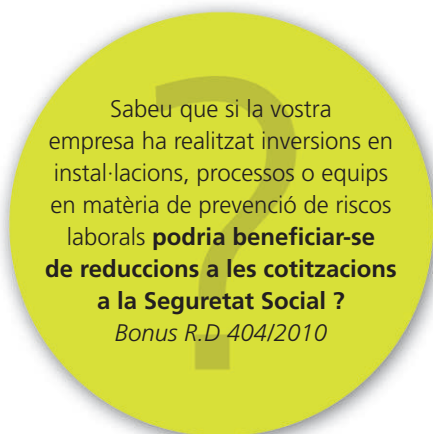 Sabeu que si la vostra
empresa ha realitzat inversions en
instal·lacions, processos o equips
en matèria de prevenció de riscos
laborals podria beneficiar-se
de reduccions a les cotitzacions
a la Seguretat Social ?
Bonus R.D 404/2010
?